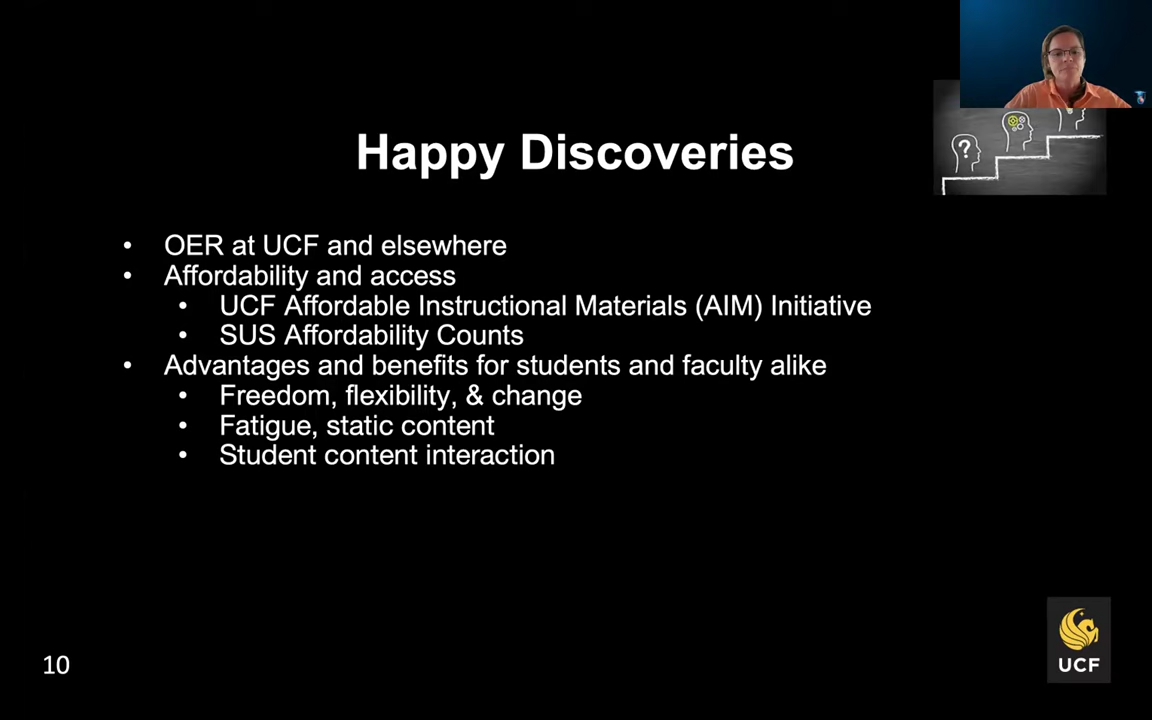 Happy Discoveries
?
• OER at UCF and elsewhere
• Affordability and access
• UCF Affordable Instructional Materials (AIM) Initiative
• SUS Affordability Counts
• Advantages and benefits for students and faculty alike
• Freedom, flexibility, & change
• Fatigue, static content
• Student content interaction
10
UCF